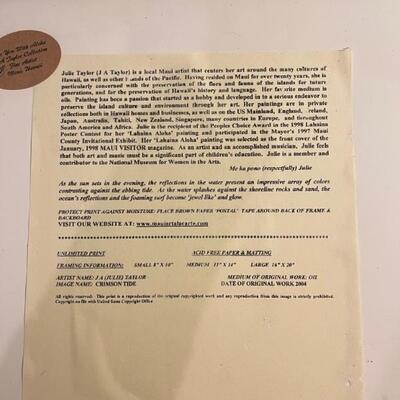 You With Aloha
A Taylor Collection
Fine Artist
Julie Taylor (J A Taylor) is a local Maui artist that centers her art around the many cultures of
Hawaii, as well as other lands of the Pacific. Having resided on Maui for over twenty years, she is
particularly concerned with the preservation of the flora and fauna of the islands for future
generations, and for the preservation of Hawaii's history and language. Her favorite medium is
oils. Painting has been a passion that started as a hobby and developed in to a serious endeavor to
preserve the island culture and environment through her art. Her paintings are in private
collections both in Hawaii homes and businesses, as well as on the US Mainland, England, Ireland,
Japan, Australia, Tahiti, New Zealand, Singapore, many countries in Europe, and throughout
South America and Africa. Julie is the recipient of the Peoples Choice Award in the 1998 Lahaina
Poster Contest for her 'Lahaina Aloha' painting and participated in the Mayor's 1997 Maui
County Invitational Exhibit. Her 'Lahaina Aloha' painting was selected as the front cover of the
January, 1998 MAUI VISITOR magazine. As an artist and an accomplished musician, Julie feels
that both art and music must be a significant part of children's education. Julie is a member and
contributor to the National Museum for Women in the Arts.
Me ka pono (respectfully) Julie
As the sun sets in the evening, the reflections in the water present an impressive array of colors
contrasting against the ebbing tide. As the water splashes against the shoreline rocks and sand, the
ocean's reflections and the foaming surf become 'jewel like' and glow.
PROTECT PRINT AGAINST MOISTURE: PLACE BROWN PAPER 'POSTAL' TAPE AROUND BACK OF FRAME &
BACKBOARD
VISIT OUR WEBSITE AT:
UNLIMITED PRINT ACID FREE PAPER & MATTING
FRAMING INFORMATION: SMALL 8" X 10" MEDIUM 11" X 14" LARGE 16" X 20"
ARTIST NAME: J A (JULIE) TAYLOR MEDIUM OF ORIGINAL WORK: OIL
IMAGE NAME: CRIMSON TIDE DATE OF ORIGINAL WORK 2004
All rights reserved. This print is a reproduction of the original copyrighted work and any reproduction from this image is strictly prohibited.
Copyright on file with United States Copyright Office.